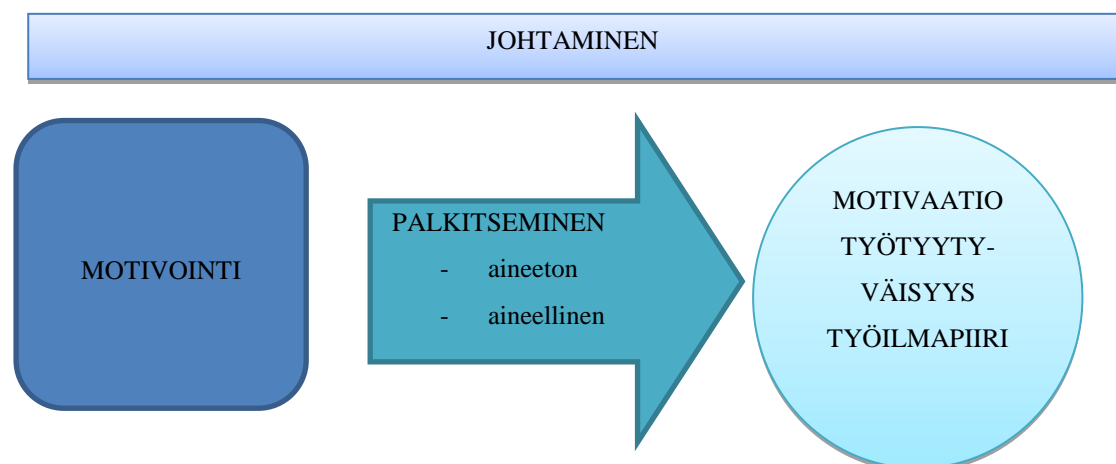 JOHTAMINEN
MOTIVOINTI
PALKITSEMINEN
- aineeton
- aineellinen
MOTIVAATIO
TYÖTYYTY-
VÄISYYS
TYÖILMAPIIRI